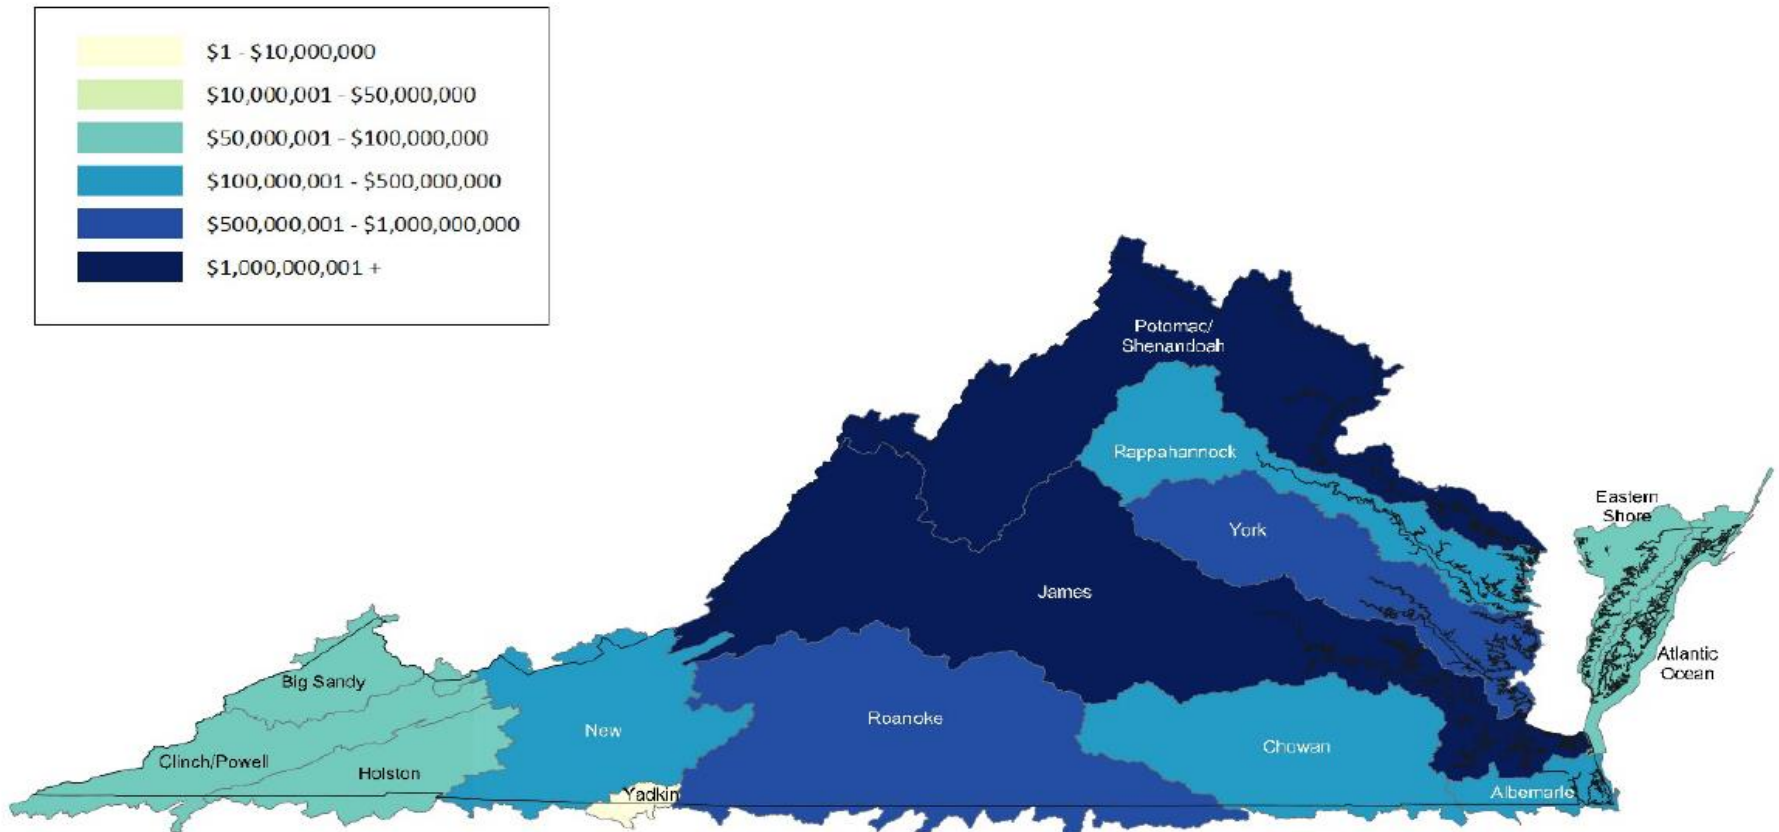 $1 - $10,000,000
$10,000,001 - $50,000,000
$50,000,001 - $100,000,000
$100,000,001 - $500,000,000
$500,000,001 - $1,000,000,000
$1,000,000,001 +
Potomac/
Shenandoah
Rappahannock
Eastern
Shore
York
James
Atlantic
Ocean
Big Sandy
Roanoke
New
Chowan
Clinch/Powell
Holston
Yadkin
Albemarle